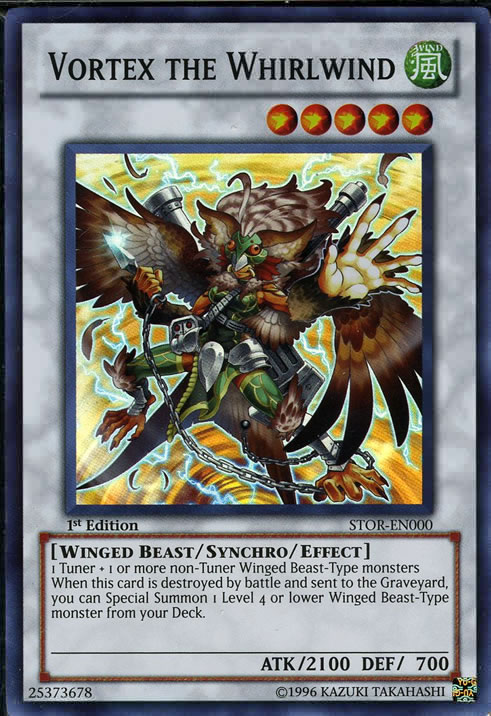 VORTEX THE WHIRLWIND
WIND
風
1st Edition
STOR-EN000
[WINGED BEAST/SYNCHRO/EFFECT]
1 Tuner + 1 or more non-Tuner Winged Beast-Type monsters
When this card is destroyed by battle and sent to the Graveyard,
you can Special Summon 1 Level 4 or lower Winged Beast-Type
monster from your Deck.
ATK/2100 DEF/ 700
25373678
©1996 KAZUKI TAKAHASHI